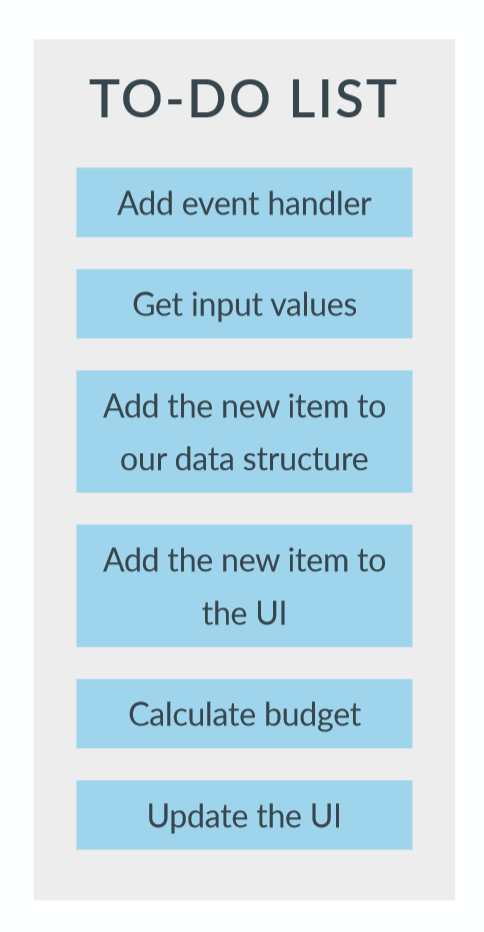 TO-DO LIST
Add event handler
Get input values
Add the new item to
our data structure
Add the new item to
the UI
Calculate budget
Update the UI